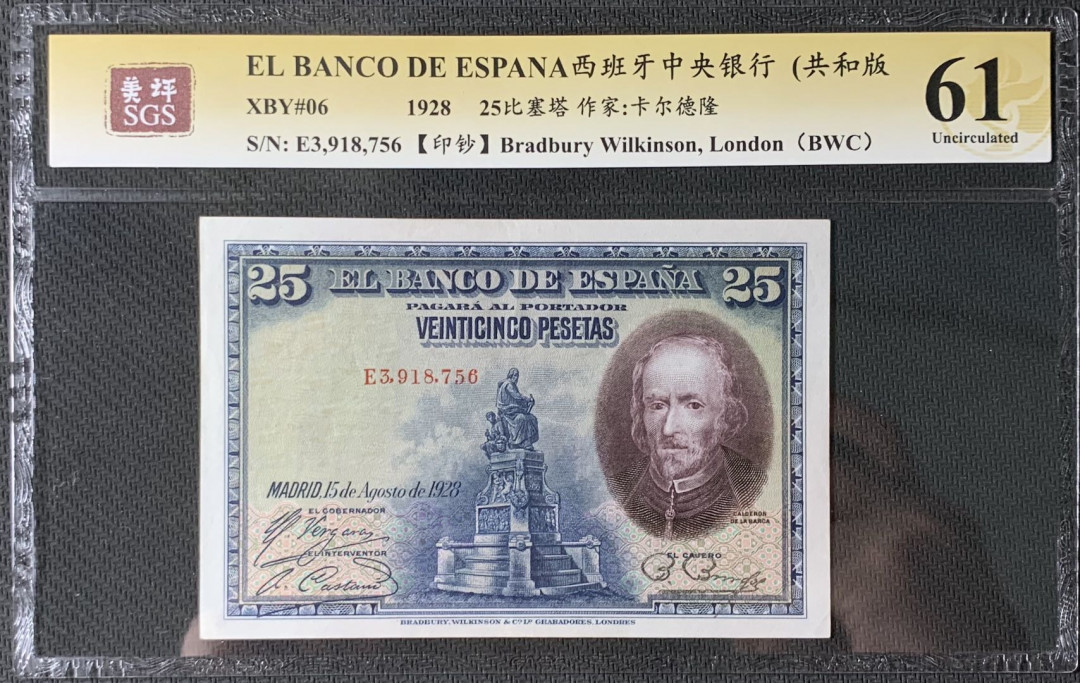 美评
SGS
EL BANCO DE ESPANA西班牙中央银行 (共和版
XBY#06 1928 25比塞塔 作家:卡尔德隆
S/N: E3,918,756 【印钞】Bradbury Wilkinson, London（BWC）
61
Uncirculated
25 EL BANCO DE ESPAÑA 25
PAGARÁ AL PORTADOR
VEINTICINCO PESETAS
E3,918,756
MADRID, 15 de Agosto de 1928
EL GOBERNADOR
CALDERON
DE LA BARCA
EL INTERVENTOR
EL CAJERO
BRADBURY, WILKINSON & Cº Lº GRABADORES, LONDRES